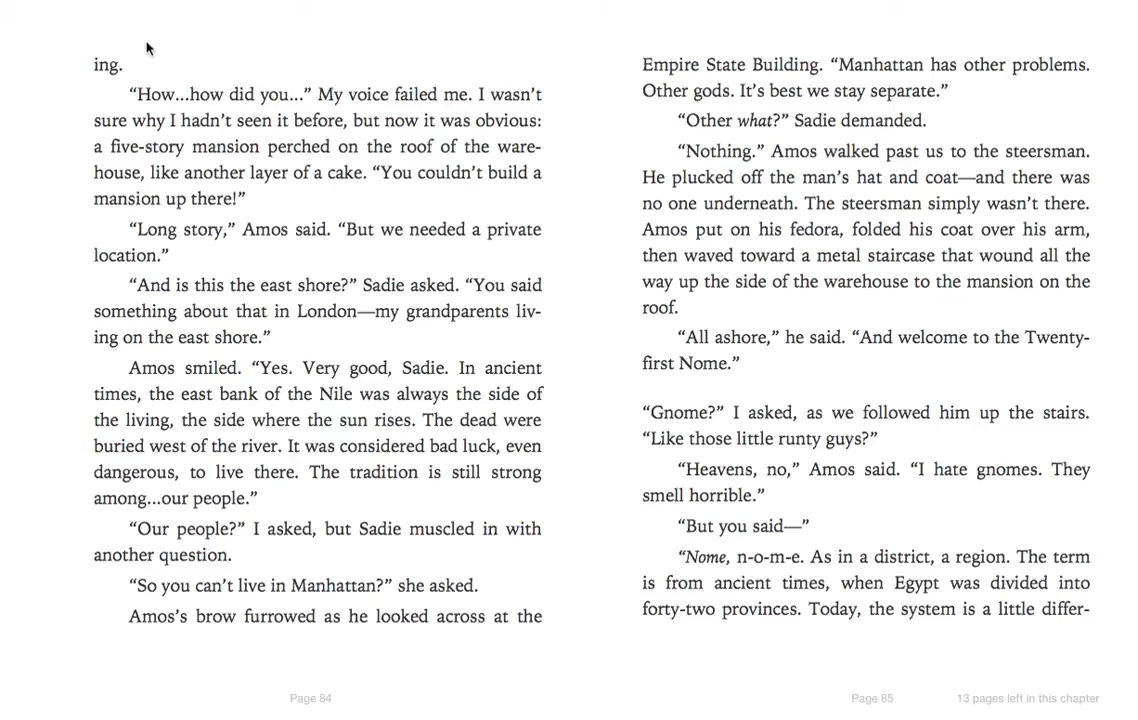 ing.
“How...how did you...” My voice failed me. I wasn’t
sure why I hadn’t seen it before, but now it was obvious:
a five-story mansion perched on the roof of the ware-
house, like another layer of a cake. “You couldn’t build a
mansion up there!”
“Long story,” Amos said. “But we needed a private
location.”
“And is this the east shore?” Sadie asked. “You said
something about that in London—my grandparents liv-
ing on the east shore.”
Amos smiled. “Yes. Very good, Sadie. In ancient
times, the east bank of the Nile was always the side of
the living, the side where the sun rises. The dead were
buried west of the river. It was considered bad luck, even
dangerous, to live there. The tradition is still strong
among...our people.”
“Our people?” I asked, but Sadie muscled in with
another question.
“So you can’t live in Manhattan?” she asked.
Amos’s brow furrowed as he looked across at the
Page 84
Empire State Building. “Manhattan has other problems.
Other gods. It’s best we stay separate.”
“Other what?” Sadie demanded.
“Nothing.” Amos walked past us to the steersman.
He plucked off the man’s hat and coat—and there was
no one underneath. The steersman simply wasn’t there.
Amos put on his fedora, folded his coat over his arm,
then waved toward a metal staircase that wound all the
way up the side of the warehouse to the mansion on the
roof.
“All ashore,” he said. “And welcome to the Twenty-
first Nome.”
“Gnome?” I asked, as we followed him up the stairs.
“Like those little runty guys?”
“Heavens, no,” Amos said. “I hate gnomes. They
smell horrible.”
“But you said—”
“Nome, n-o-m-e. As in a district, a region. The term
is from ancient times, when Egypt was divided into
forty-two provinces. Today, the system is a little differ-
Page 85
13 pages left in this chapter